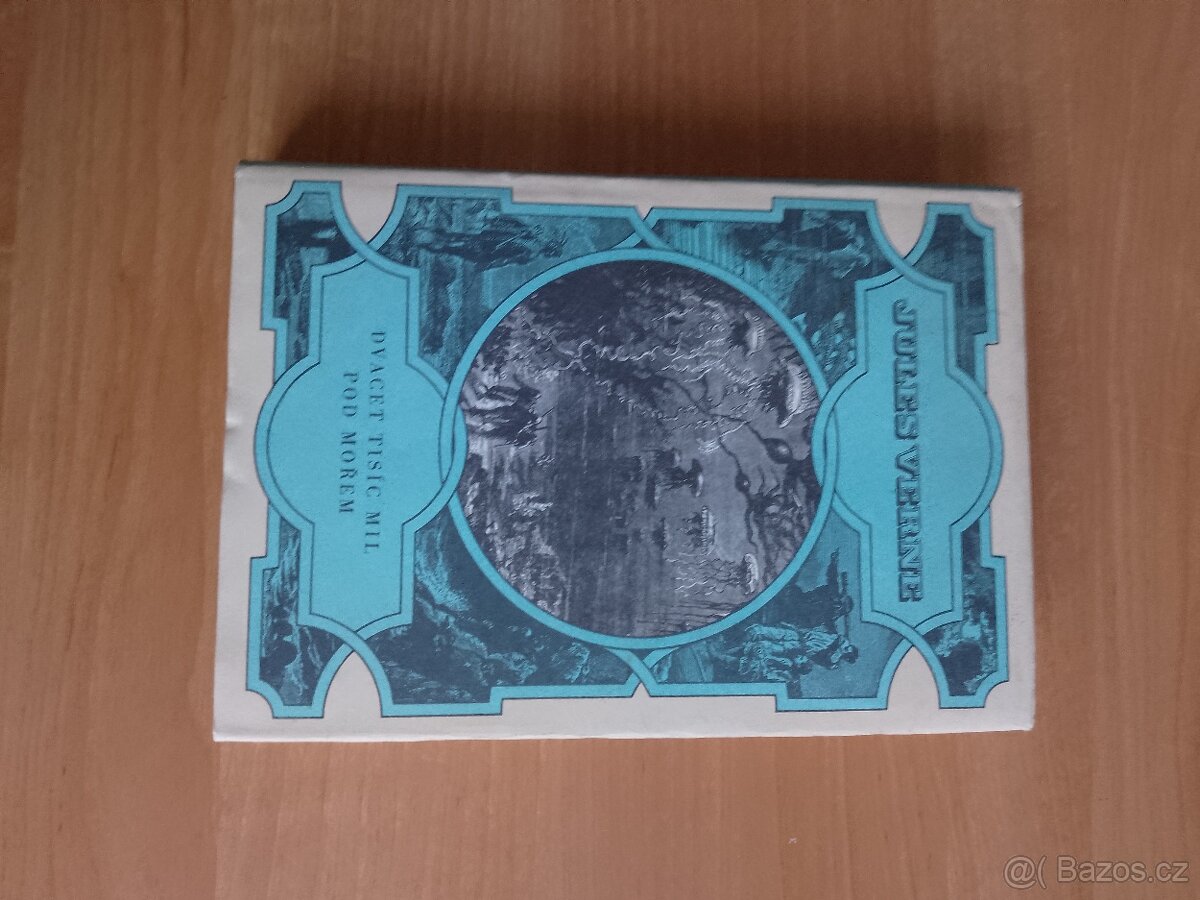 JULES VERNE
DVACET TISÍC MIL
POD MOŘEM
@( Bazos.cz